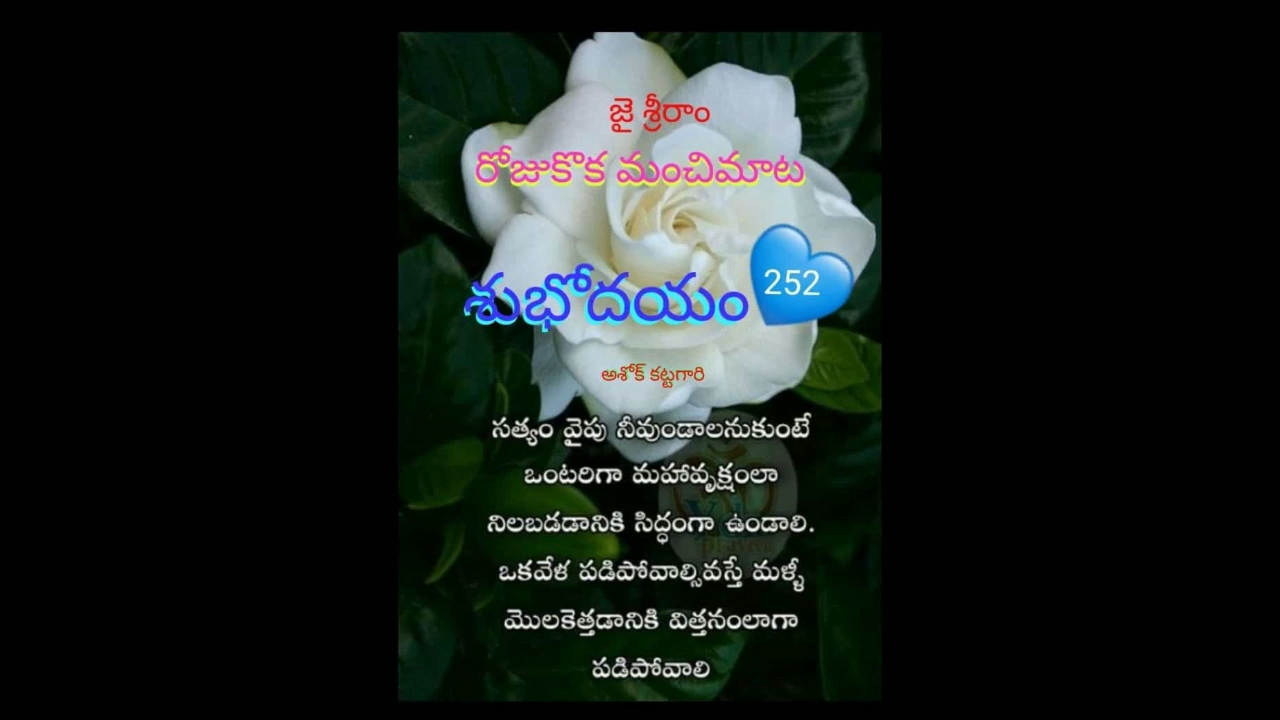 జై శ్రీరాం
రోజుకొక మంచిమాట
శుభోదయం
252
అశోక్ కట్టగారి
సత్యం వైపు నీవుండాలనుకుంటే
ఒంటరిగా మహావృక్షంలా
నిలబడడానికి సిద్ధంగా ఉండాలి.
ఒకవేళ పడిపోవాల్సివస్తే మళ్ళీ
మొలకెత్తడానికి విత్తనంలాగా
పడిపోవాలి